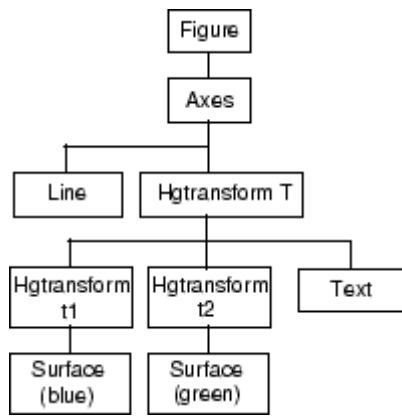 Figure
Axes
Line
Hgtransform T
Hgtransform
t1
Hgtransform
t2
Text
Surface
(blue)
Surface
(green)